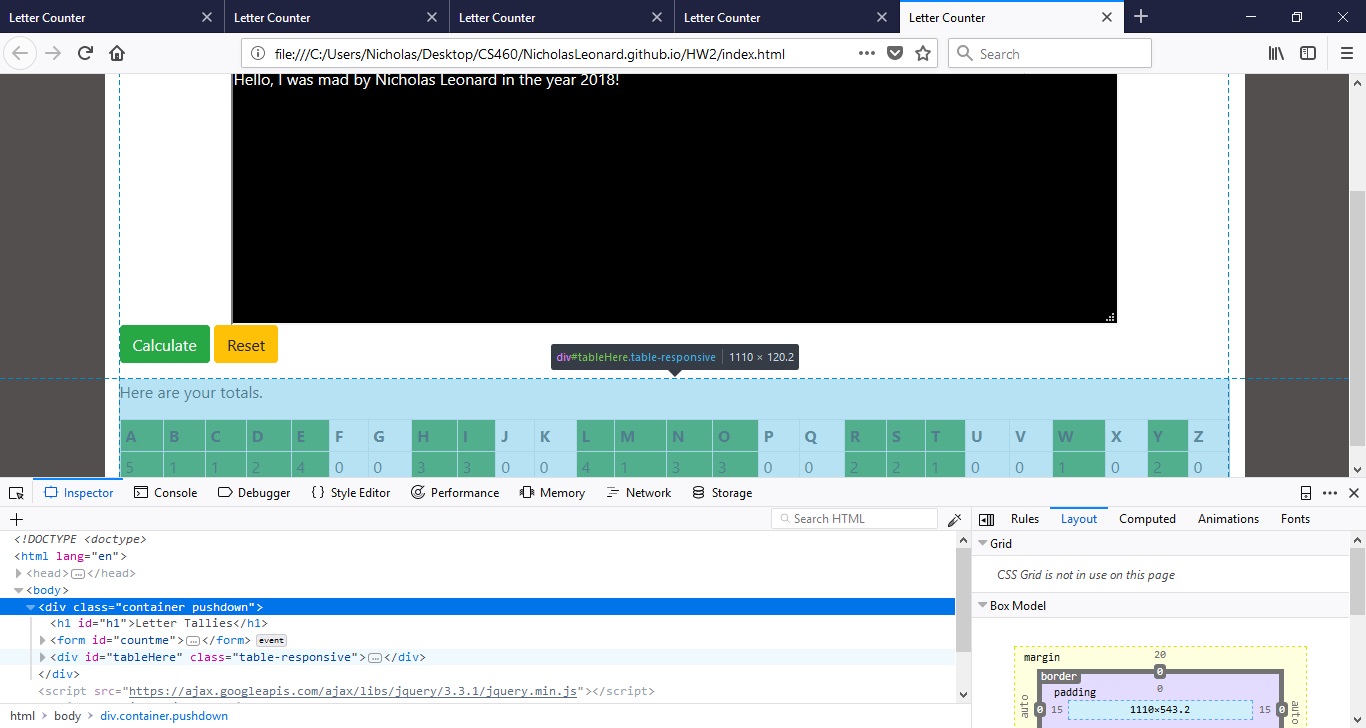 Letter Counter Letter Counter Letter Counter Letter Counter Letter Counter
file:///C:/Users/Nicholas/Desktop/CS460/NicholasLeonard.github.io/HW2/index.html Search
Hello, I was mad by Nicholas Leonard in the year 2018!
Calculate Reset
div#tableHere.table-responsive 1110 × 120.2
Here are your totals.
A B C D E F G H I J K L M N O P Q R S T U V W X Y Z
5 1 1 2 4 0 0 3 3 0 0 4 1 3 3 0 0 2 2 1 0 0 1 0 2 0
Inspector Console Debugger {} Style Editor Performance Memory Network Storage
Search HTML
Rules Layout Computed Animations Fonts
<!DOCTYPE <doctype>
<html lang="en">
<head>…</head>
<body>
<div class="container pushdown">
<h1 id="h1">Letter Tallies</h1>
<form id="countme">…</form> event
<div id="tableHere" class="table-responsive">…</div>
</div>
<script src="https://ajax.googleapis.com/ajax/libs/jquery/3.3.1/jquery.min.js"></script>
html body div.container.pushdown
Grid
CSS Grid is not in use on this page
Box Model
margin 20
border 0
padding 0
auto 0 15 1110×543.2 15 0 auto